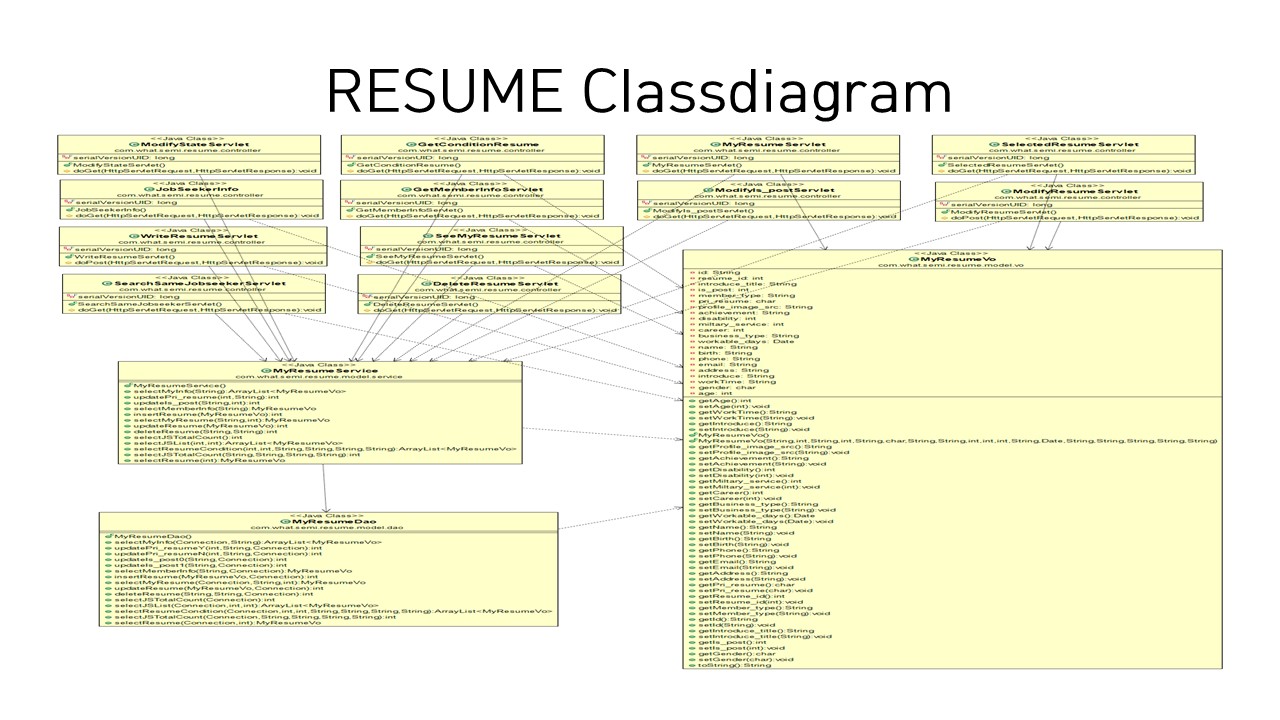 RESUME Classdiagram
<<Java Class>>
ModifyStateServlet
com.what.semi.resume.controller
serialVersionUID: long
ModifyStateServlet()
doGet(HttpServletRequest,HttpServletResponse):void
<<Java Class>>
GetConditionResume
com.what.semi.resume.controller
serialVersionUID: long
GetConditionResume()
doGet(HttpServletRequest,HttpServletResponse):void
<<Java Class>>
MyResumeServlet
com.what.semi.resume.controller
serialVersionUID: long
MyResumeServlet()
doGet(HttpServletRequest,HttpServletResponse):void
<<Java Class>>
SelectedResumeServlet
com.what.semi.resume.controller
serialVersionUID: long
SelectedResumeServlet()
doGet(HttpServletRequest,HttpServletResponse):void
<<Java Class>>
JobSeekerInfo
com.what.semi.resume.controller
serialVersionUID: long
JobSeekerInfo()
doGet(HttpServletRequest,HttpServletResponse):void
<<Java Class>>
GetMemberInfoServlet
com.what.semi.resume.controller
serialVersionUID: long
GetMemberInfoServlet()
doGet(HttpServletRequest,HttpServletResponse):void
<<Java Class>>
ModifyIs_postServlet
com.what.semi.resume.controller
serialVersionUID: long
ModifyIs_postServlet()
doGet(HttpServletRequest,HttpServletResponse):void
<<Java Class>>
ModifyResumeServlet
com.what.semi.resume.controller
serialVersionUID: long
ModifyResumeServlet()
doPost(HttpServletRequest,HttpServletResponse):void
<<Java Class>>
WriteResumeServlet
com.what.semi.resume.controller
serialVersionUID: long
WriteResumeServlet()
doPost(HttpServletRequest,HttpServletResponse):void
<<Java Class>>
SeeMyResumeServlet
com.what.semi.resume.controller
serialVersionUID: long
SeeMyResumeServlet()
doGet(HttpServletRequest,HttpServletResponse):void
<<Java Class>>
SearchSameJobseekerServlet
com.what.semi.resume.controller
serialVersionUID: long
SearchSameJobseekerServlet()
doGet(HttpServletRequest,HttpServletResponse):void
<<Java Class>>
DeleteResumeServlet
com.what.semi.resume.controller
serialVersionUID: long
DeleteResumeServlet()
doGet(HttpServletRequest,HttpServletResponse):void
<<Java Class>>
MyResumeService
com.what.semi.resume.model.service
MyResumeService()
selectMyInfo(String):ArrayList<MyResumeVo>
updatePri_resume(int,String):int
updateIs_post(String,int):int
selectMemberInfo(String):MyResumeVo
insertResume(MyResumeVo):int
selectMyResume(String,int):MyResumeVo
updateResume(MyResumeVo):int
deleteResume(String,String):int
selectJSTotalCount():int
selectJSList(int,int):ArrayList<MyResumeVo>
selectResumeCondition(int,int,String,String,String,String):ArrayList<MyResumeVo>
selectJSTotalCount(String,String,String,String):int
selectResume(int):MyResumeVo
<<Java Class>>
MyResumeDao
com.what.semi.resume.model.dao
MyResumeDao()
selectMyInfo(Connection,String):ArrayList<MyResumeVo>
updatePri_resumeY(int,String,Connection):int
updatePri_resumeN(int,String,Connection):int
updateIs_post0(String,Connection):int
updateIs_post1(String,Connection):int
selectMemberInfo(String,Connection):MyResumeVo
insertResume(MyResumeVo,Connection):int
selectMyResume(Connection,String,int):MyResumeVo
updateResume(MyResumeVo,Connection):int
deleteResume(String,String,Connection):int
selectJSTotalCount(Connection):int
selectJSList(Connection,int,int):ArrayList<MyResumeVo>
selectResumeCondition(Connection,int,int,String,String,String,String):ArrayList<MyResumeVo>
selectJSTotalCount(Connection,String,String,String,String):int
selectResume(Connection,int):MyResumeVo
<<Java Class>>
MyResumeVo
com.what.semi.resume.model.vo
id: String
resume_id: int
introduce_title: String
is_post: int
member_type: String
pri_resume: char
profile_image_src: String
achievement: String
disability: int
miltary_service: int
career: int
business_type: String
workable_days: Date
name: String
birth: String
phone: String
email: String
address: String
introduce: String
workTime: String
gender: char
age: int
getAge():int
setAge(int):void
getWorkTime():String
setWorkTime(String):void
getIntroduce():String
setIntroduce(String):void
MyResumeVo()
MyResumeVo(String,int,String,int,String,char,String,String,int,int,int,String,Date,String,String,String,String,String)
getProfile_image_src():String
setProfile_image_src(String):void
getAchievement():String
setAchievement(String):void
getDisability():int
setDisability(int):void
getMiltary_service():int
setMiltary_service(int):void
getCareer():int
setCareer(int):void
getBusiness_type():String
setBusiness_type(String):void
getWorkable_days():Date
setWorkable_days(Date):void
getName():String
setName(String):void
getBirth():String
setBirth(String):void
getPhone():String
setPhone(String):void
getEmail():String
setEmail(String):void
getAddress():String
setAddress(String):void
getPri_resume():char
setPri_resume(char):void
getResume_id():int
setResume_id(int):void
getMember_type():String
setMember_type(String):void
getId():String
setId(String):void
getIntroduce_title():String
setIntroduce_title(String):void
getIs_post():int
setIs_post(int):void
getGender():char
setGender(char):void
toString():String